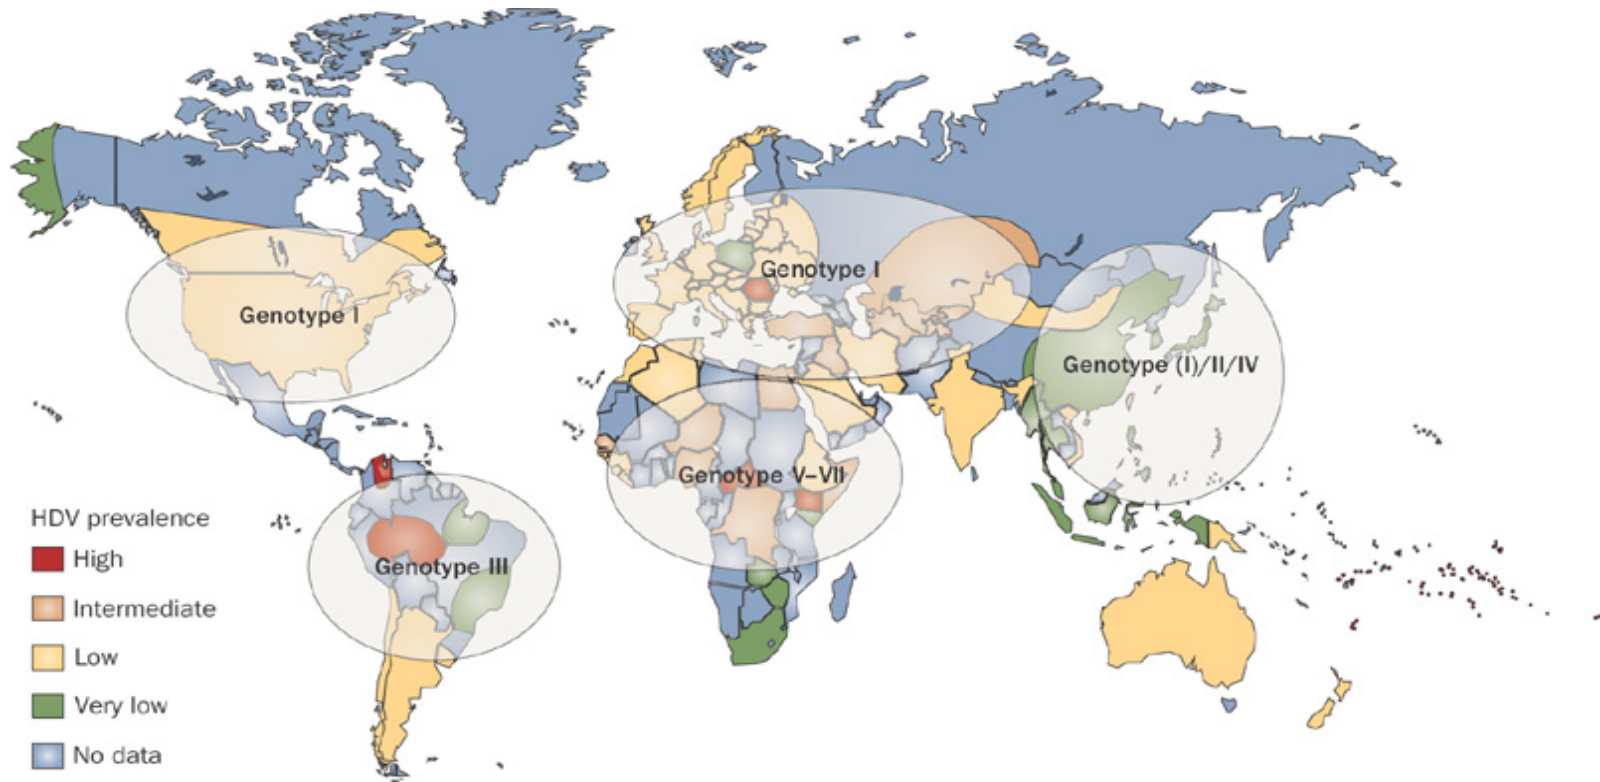 Genotype I
Genotype I
Genotype (I)/II/IV
Genotype V–VII
Genotype III
HDV prevalence
High
Intermediate
Low
Very low
No data